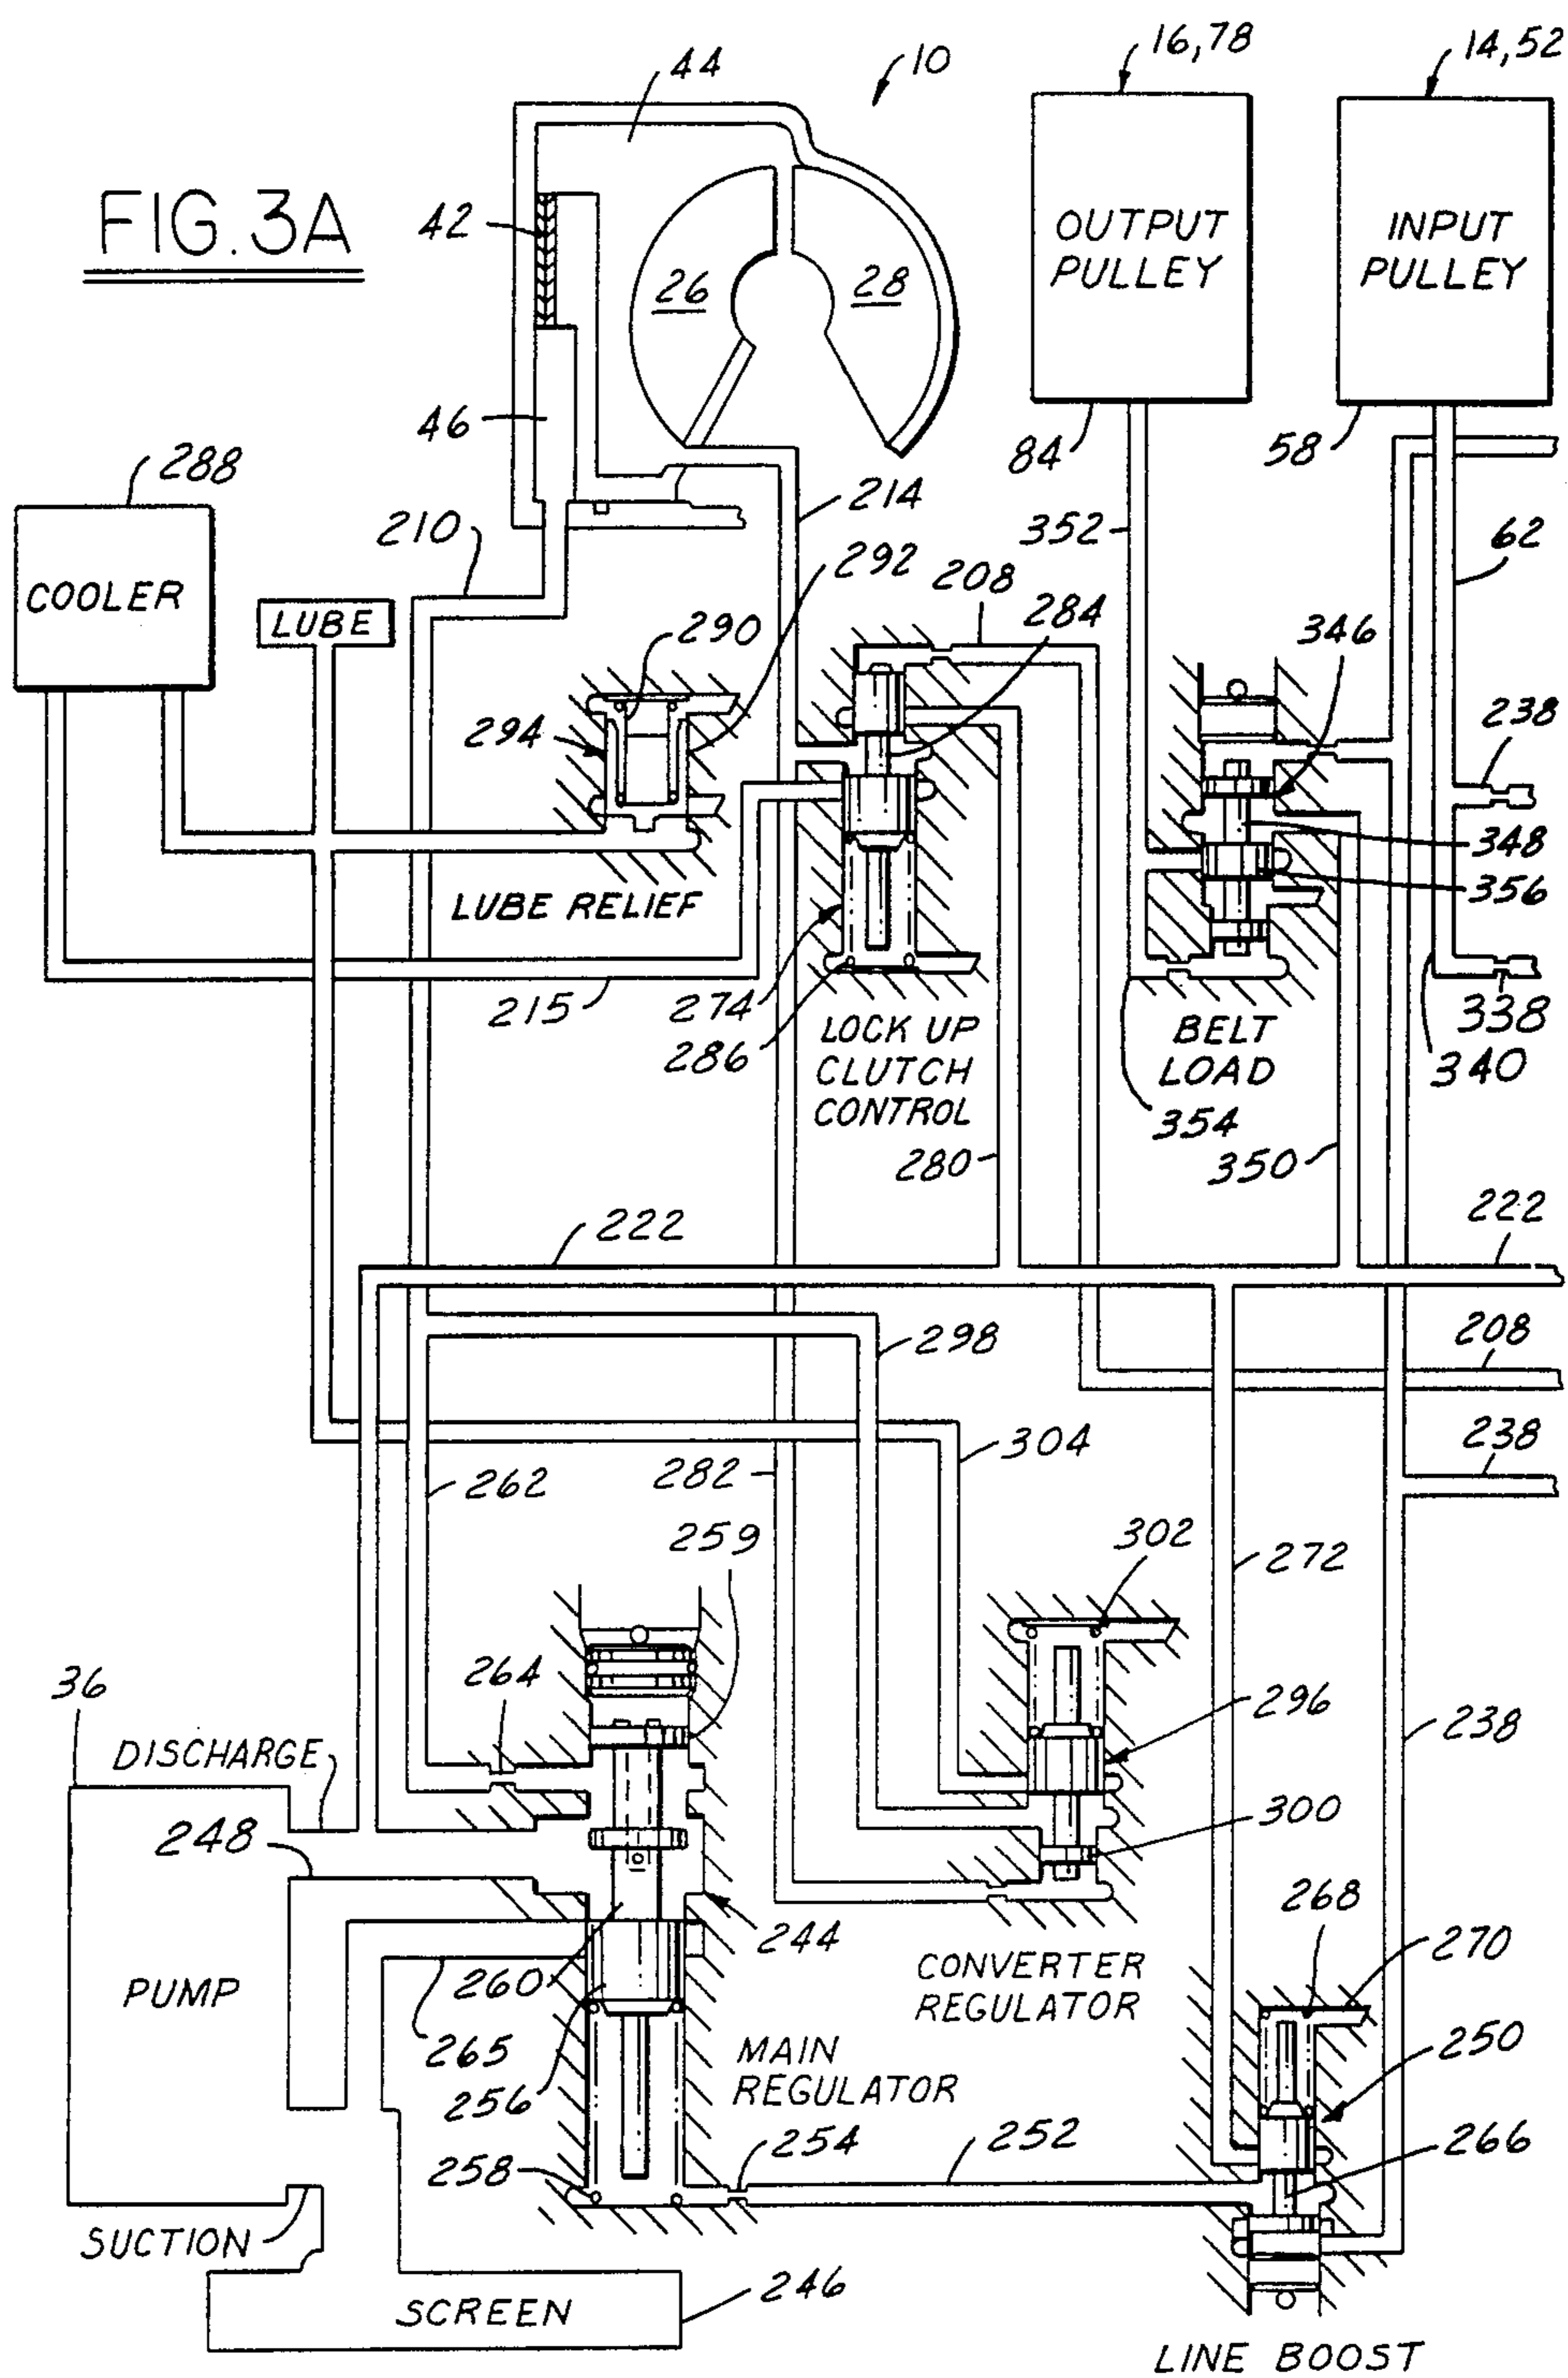 FIG. 3A
44
10
16,78
14,52
42
26
28
OUTPUT
PULLEY
INPUT
PULLEY
46
84
58
288
214
210
292
352
62
COOLER
LUBE
290
208
284
346
294
238
348
356
LUBE RELIEF
215
274
286
LOCK UP
CLUTCH
CONTROL
BELT
LOAD
338
340
354
280
350
222
222
298
208
304
238
282
262
259
302
272
36
264
296
238
DISCHARGE
248
300
268
244
270
PUMP
260
CONVERTER
REGULATOR
265
256
MAIN
REGULATOR
250
258
254
252
266
SUCTION
SCREEN
246
LINE BOOST